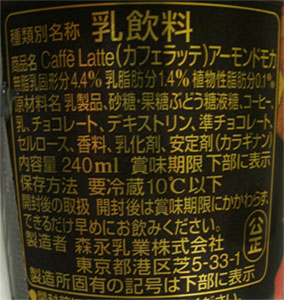 種類別名称 乳飲料
商品名 Caffè Latte(カフェラッテ)アーモンドモカ
無脂乳固形分4.4% 乳脂肪分1.4% 植物性脂肪分0.1%
原材料名 乳製品、砂糖・果糖ぶどう糖液糖、コーヒー、
乳、チョコレート、デキストリン、準チョコレート、
セルロース、香料、乳化剤、安定剤(カラギナン)
内容量 240ml 賞味期限 下部に表示
保存方法 要冷蔵10℃以下
開封後の取扱 開封後は賞味期限にかかわらず、
できるだけ早めにお飲みください。
公正
製造者 森永乳業株式会社
東京都港区芝5-33-1
製造所固有の記号は下部に表示